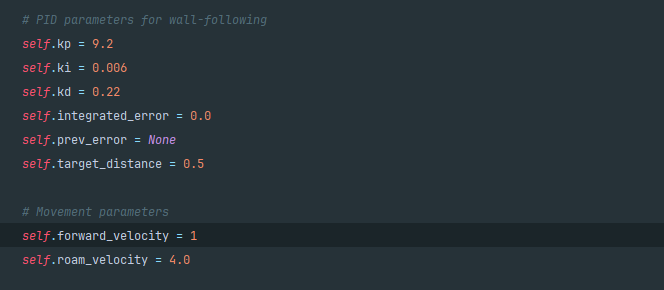 # PID parameters for wall-following
self.kp = 9.2
self.ki = 0.006
self.kd = 0.22
self.integrated_error = 0.0
self.prev_error = None
self.target_distance = 0.5
# Movement parameters
self.forward_velocity = 1
self.roam_velocity = 4.0